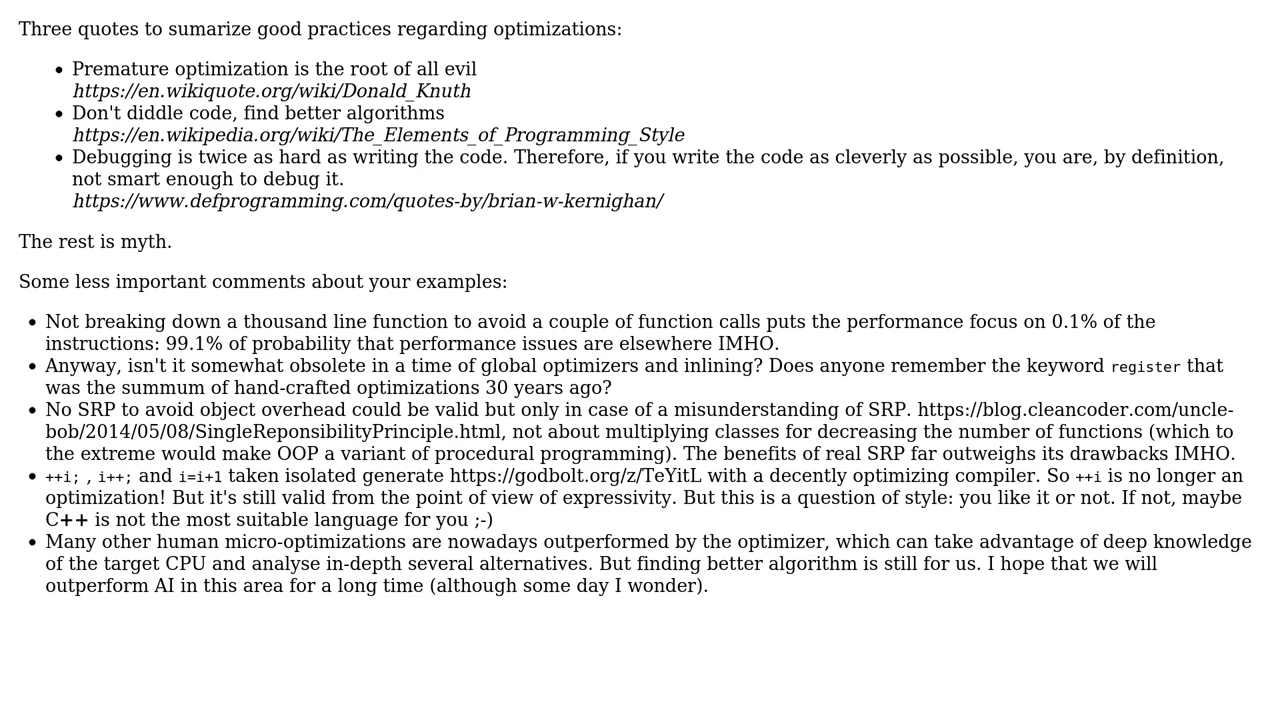 Three quotes to sumarize good practices regarding optimizations:
• Premature optimization is the root of all evil
https://en.wikiquote.org/wiki/Donald_Knuth
• Don't diddle code, find better algorithms
https://en.wikipedia.org/wiki/The_Elements_of_Programming_Style
• Debugging is twice as hard as writing the code. Therefore, if you write the code as cleverly as possible, you are, by definition,
not smart enough to debug it.
https://www.defprogramming.com/quotes-by/brian-w-kernighan/
The rest is myth.
Some less important comments about your examples:
• Not breaking down a thousand line function to avoid a couple of function calls puts the performance focus on 0.1% of the
instructions: 99.1% of probability that performance issues are elsewhere IMHO.
• Anyway, isn't it somewhat obsolete in a time of global optimizers and inlining? Does anyone remember the keyword register that
was the summum of hand-crafted optimizations 30 years ago?
• No SRP to avoid object overhead could be valid but only in case of a misunderstanding of SRP. https://blog.cleancoder.com/uncle-
bob/2014/05/08/SingleReponsibilityPrinciple.html, not about multiplying classes for decreasing the number of functions (which to
the extreme would make OOP a variant of procedural programming). The benefits of real SRP far outweighs its drawbacks IMHO.
• ++i; , i++; and i=i+1 taken isolated generate https://godbolt.org/z/TeYitL with a decently optimizing compiler. So ++i is no longer an
optimization! But it's still valid from the point of view of expressivity. But this is a question of style: you like it or not. If not, maybe
C++ is not the most suitable language for you ;-)
• Many other human micro-optimizations are nowadays outperformed by the optimizer, which can take advantage of deep knowledge
of the target CPU and analyse in-depth several alternatives. But finding better algorithm is still for us. I hope that we will
outperform AI in this area for a long time (although some day I wonder).